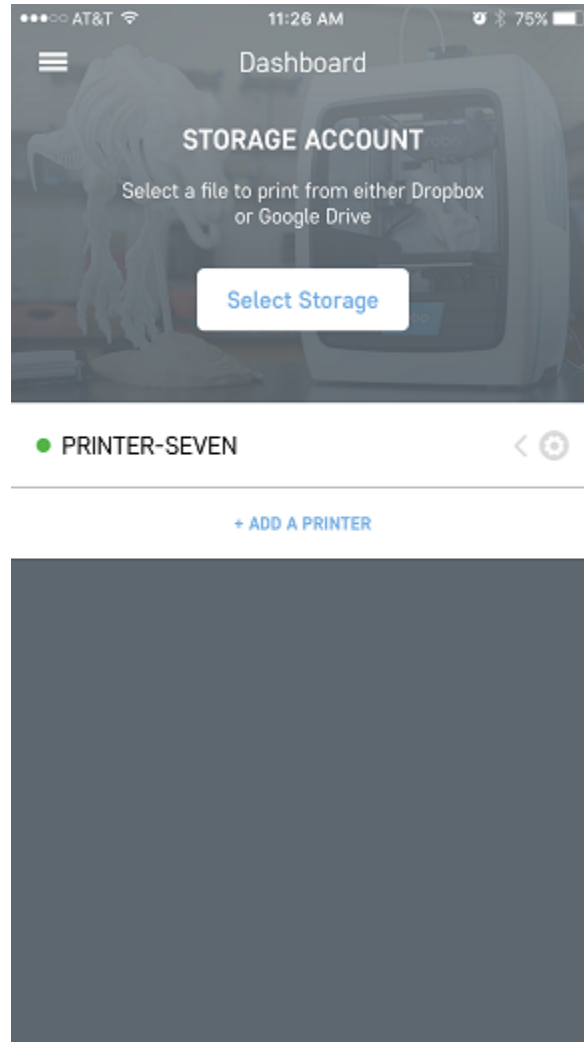 AT&T 11:26 AM 75%
Dashboard
STORAGE ACCOUNT
Select a file to print from either Dropbox
or Google Drive
Select Storage
PRINTER-SEVEN
+ ADD A PRINTER